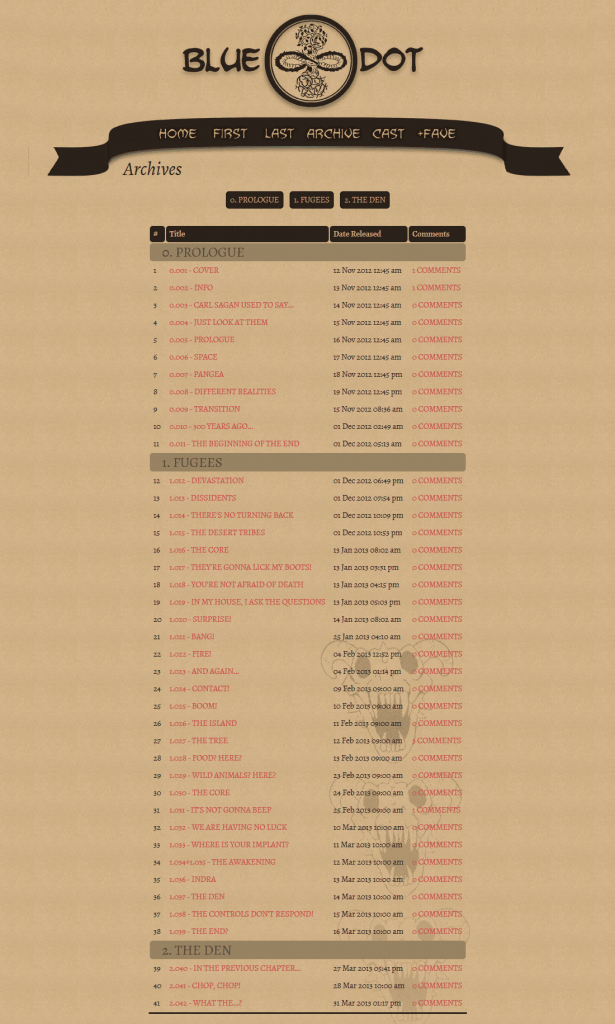 BLUE DOT
HOME FIRST LAST ARCHIVE CAST +FAVE
Archives
0. PROLOGUE 1. FUGEES 2. THE DEN
# Title Date Released Comments
0. PROLOGUE
1 0.001 - COVER 12 Nov 2012 12:45 am 1 COMMENTS
2 0.002 - INFO 13 Nov 2012 12:45 am 1 COMMENTS
3 0.003 - CARL SAGAN USED TO SAY... 14 Nov 2012 12:45 am 0 COMMENTS
4 0.004 - JUST LOOK AT THEM 15 Nov 2012 12:45 am 0 COMMENTS
5 0.005 - PROLOGUE 16 Nov 2012 12:45 am 0 COMMENTS
6 0.006 - SPACE 17 Nov 2012 12:45 am 0 COMMENTS
7 0.007 - PANGEA 18 Nov 2012 12:45 pm 0 COMMENTS
8 0.008 - DIFFERENT REALITIES 19 Nov 2012 12:45 pm 0 COMMENTS
9 0.009 - TRANSITION 15 Nov 2012 08:36 am 0 COMMENTS
10 0.010 - 300 YEARS AGO... 01 Dec 2012 02:49 am 0 COMMENTS
11 0.011 - THE BEGINNING OF THE END 01 Dec 2012 05:13 am 0 COMMENTS
1. FUGEES
12 1.012 - DEVASTATION 01 Dec 2012 06:49 pm 0 COMMENTS
13 1.013 - DISSIDENTS 01 Dec 2012 07:54 pm 0 COMMENTS
14 1.014 - THERE'S NO TURNING BACK 01 Dec 2012 10:09 pm 0 COMMENTS
15 1.015 - THE DESERT TRIBES 01 Dec 2012 10:53 pm 0 COMMENTS
16 1.016 - THE CORE 13 Jan 2013 08:02 am 0 COMMENTS
17 1.017 - THEY'RE GONNA LICK MY BOOTS! 13 Jan 2013 03:31 pm 0 COMMENTS
18 1.018 - YOU'RE NOT AFRAID OF DEATH 13 Jan 2013 04:15 pm 0 COMMENTS
19 1.019 - IN MY HOUSE, I ASK THE QUESTIONS 13 Jan 2013 05:03 pm 0 COMMENTS
20 1.020 - SURPRISE! 14 Jan 2013 08:02 am 0 COMMENTS
21 1.021 - BANG! 25 Jan 2013 04:10 am 0 COMMENTS
22 1.022 - FIRE! 04 Feb 2013 12:52 pm 0 COMMENTS
23 1.023 - AND AGAIN... 04 Feb 2013 01:14 pm 0 COMMENTS
24 1.024 - CONTACT! 09 Feb 2013 09:00 am 0 COMMENTS
25 1.025 - BOOM! 10 Feb 2013 09:00 am 0 COMMENTS
26 1.026 - THE ISLAND 11 Feb 2013 09:00 am 0 COMMENTS
27 1.027 - THE TREE 12 Feb 2013 09:00 am COMMENTS
28 1.028 - FOOD? HERE? 13 Feb 2013 09:00 am 0 COMMENTS
29 1.029 - WILD ANIMALS? HERE? 23 Feb 2013 09:00 am 0 COMMENTS
30 1.030 - THE CORE 24 Feb 2013 09:00 am 0 COMMENTS
31 1.031 - IT'S NOT GONNA BEEP 25 Feb 2013 09:00 am COMMENTS
32 1.032 - WE ARE HAVING NO LUCK 10 Mar 2013 10:00 am 0 COMMENTS
33 1.033 - WHERE IS YOUR IMPLANT? 11 Mar 2013 10:00 am 0 COMMENTS
34 1.034+1.035 - THE AWAKENING 12 Mar 2013 10:00 am 0 COMMENTS
35 1.036 - INDRA 13 Mar 2013 10:00 am 0 COMMENTS
36 1.037 - THE DEN 14 Mar 2013 10:00 am 0 COMMENTS
37 1.038 - THE CONTROLS DON'T RESPOND! 15 Mar 2013 10:00 am 0 COMMENTS
38 1.039 - THE END? 16 Mar 2013 10:00 am 0 COMMENTS
2. THE DEN
39 2.040 - IN THE PREVIOUS CHAPTER... 27 Mar 2013 05:41 pm 0 COMMENTS
40 2.041 - CHOP, CHOP! 28 Mar 2013 10:00 am 0 COMMENTS
41 2.042 - WHAT THE...? 31 Mar 2013 01:17 pm 0 COMMENTS